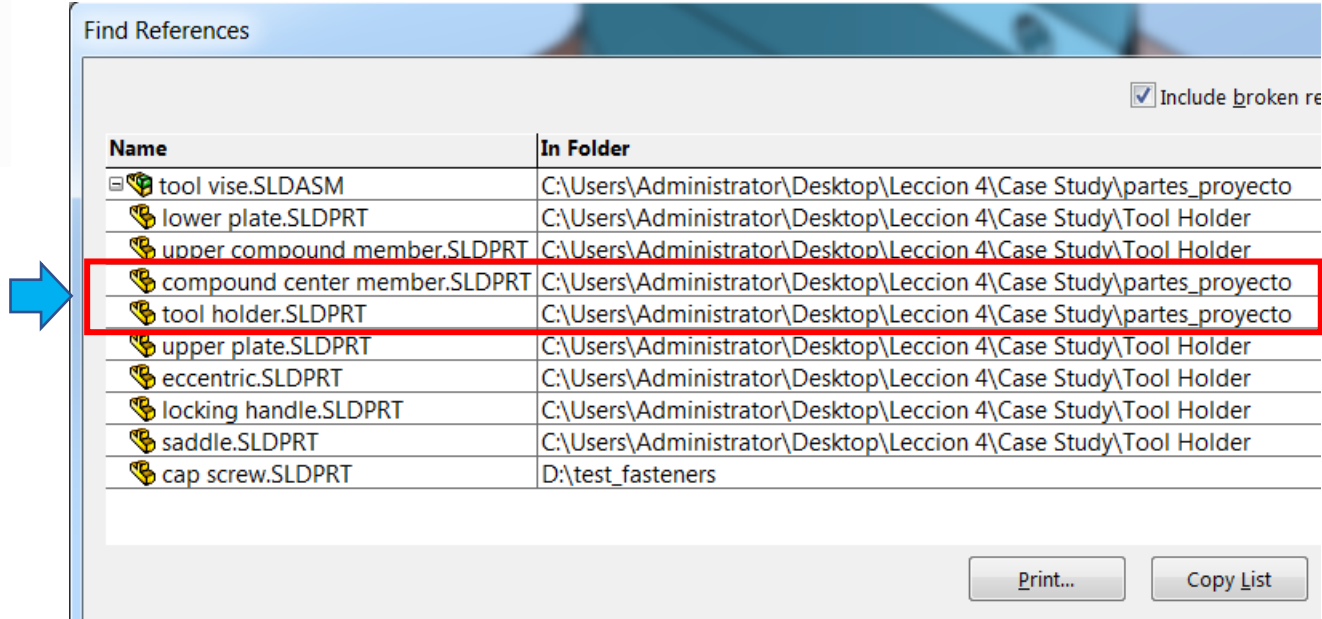 Find References
Include broken re
Name In Folder
tool vise.SLDASM C:\Users\Administrator\Desktop\Leccion 4\Case Study\partes_proyecto
lower plate.SLDPRT C:\Users\Administrator\Desktop\Leccion 4\Case Study\Tool Holder
upper compound member.SLDPRT C:\Users\Administrator\Desktop\Leccion 4\Case Study\Tool Holder
compound center member.SLDPRT C:\Users\Administrator\Desktop\Leccion 4\Case Study\partes_proyecto
tool holder.SLDPRT C:\Users\Administrator\Desktop\Leccion 4\Case Study\partes_proyecto
upper plate.SLDPRT C:\Users\Administrator\Desktop\Leccion 4\Case Study\Tool Holder
eccentric.SLDPRT C:\Users\Administrator\Desktop\Leccion 4\Case Study\Tool Holder
locking handle.SLDPRT C:\Users\Administrator\Desktop\Leccion 4\Case Study\Tool Holder
saddle.SLDPRT C:\Users\Administrator\Desktop\Leccion 4\Case Study\Tool Holder
cap screw.SLDPRT D:\test_fasteners
Print... Copy List